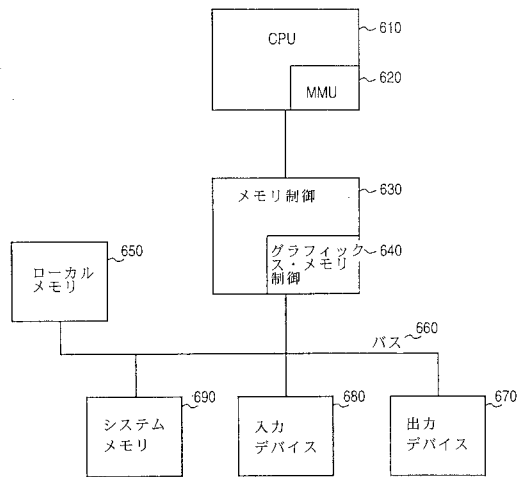 CPU
610
620
MMU
メモリ制御
630
640
グラフィック
ス・メモリ
制御
650
ローカル
メモリ
バス
660
690
システム
メモリ
680
入力
デバイス
670
出力
デバイス